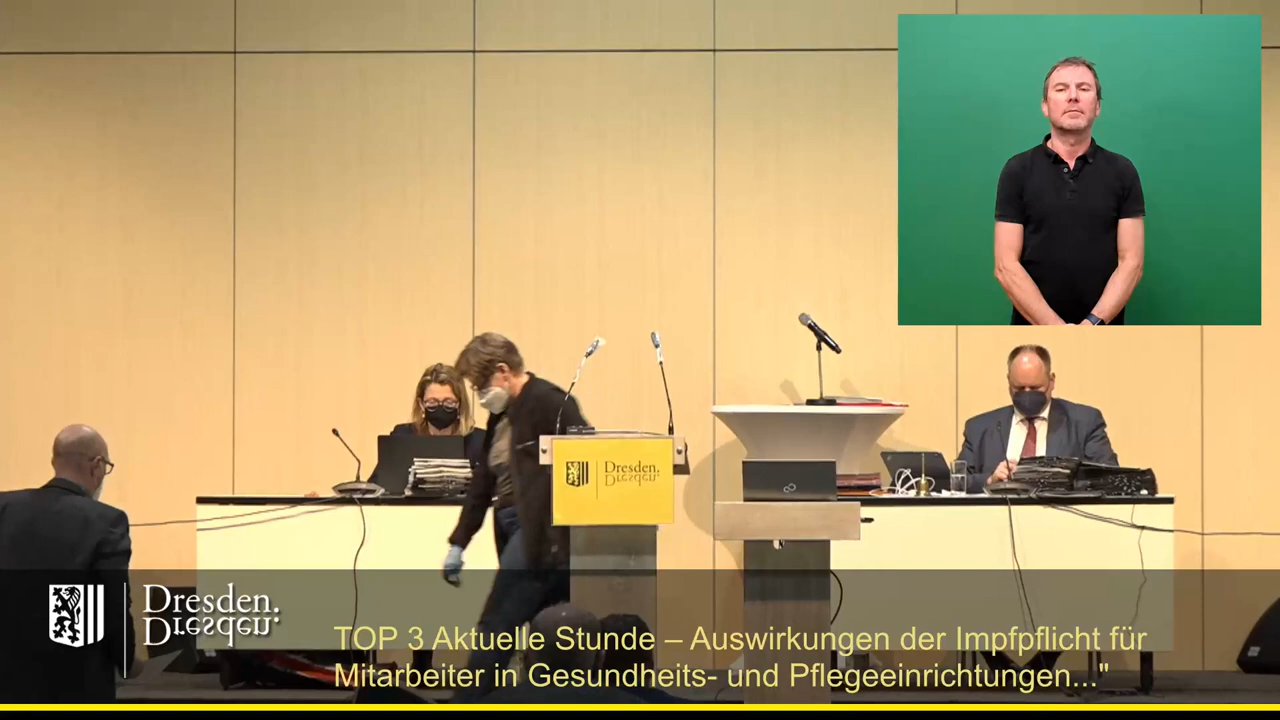 Dresden.
Dresden.
Dresden.
Dresden.
TOP 3 Aktuelle Stunde – Auswirkungen der Impfpflicht für
Mitarbeiter in Gesundheits- und Pflegeeinrichtungen..."